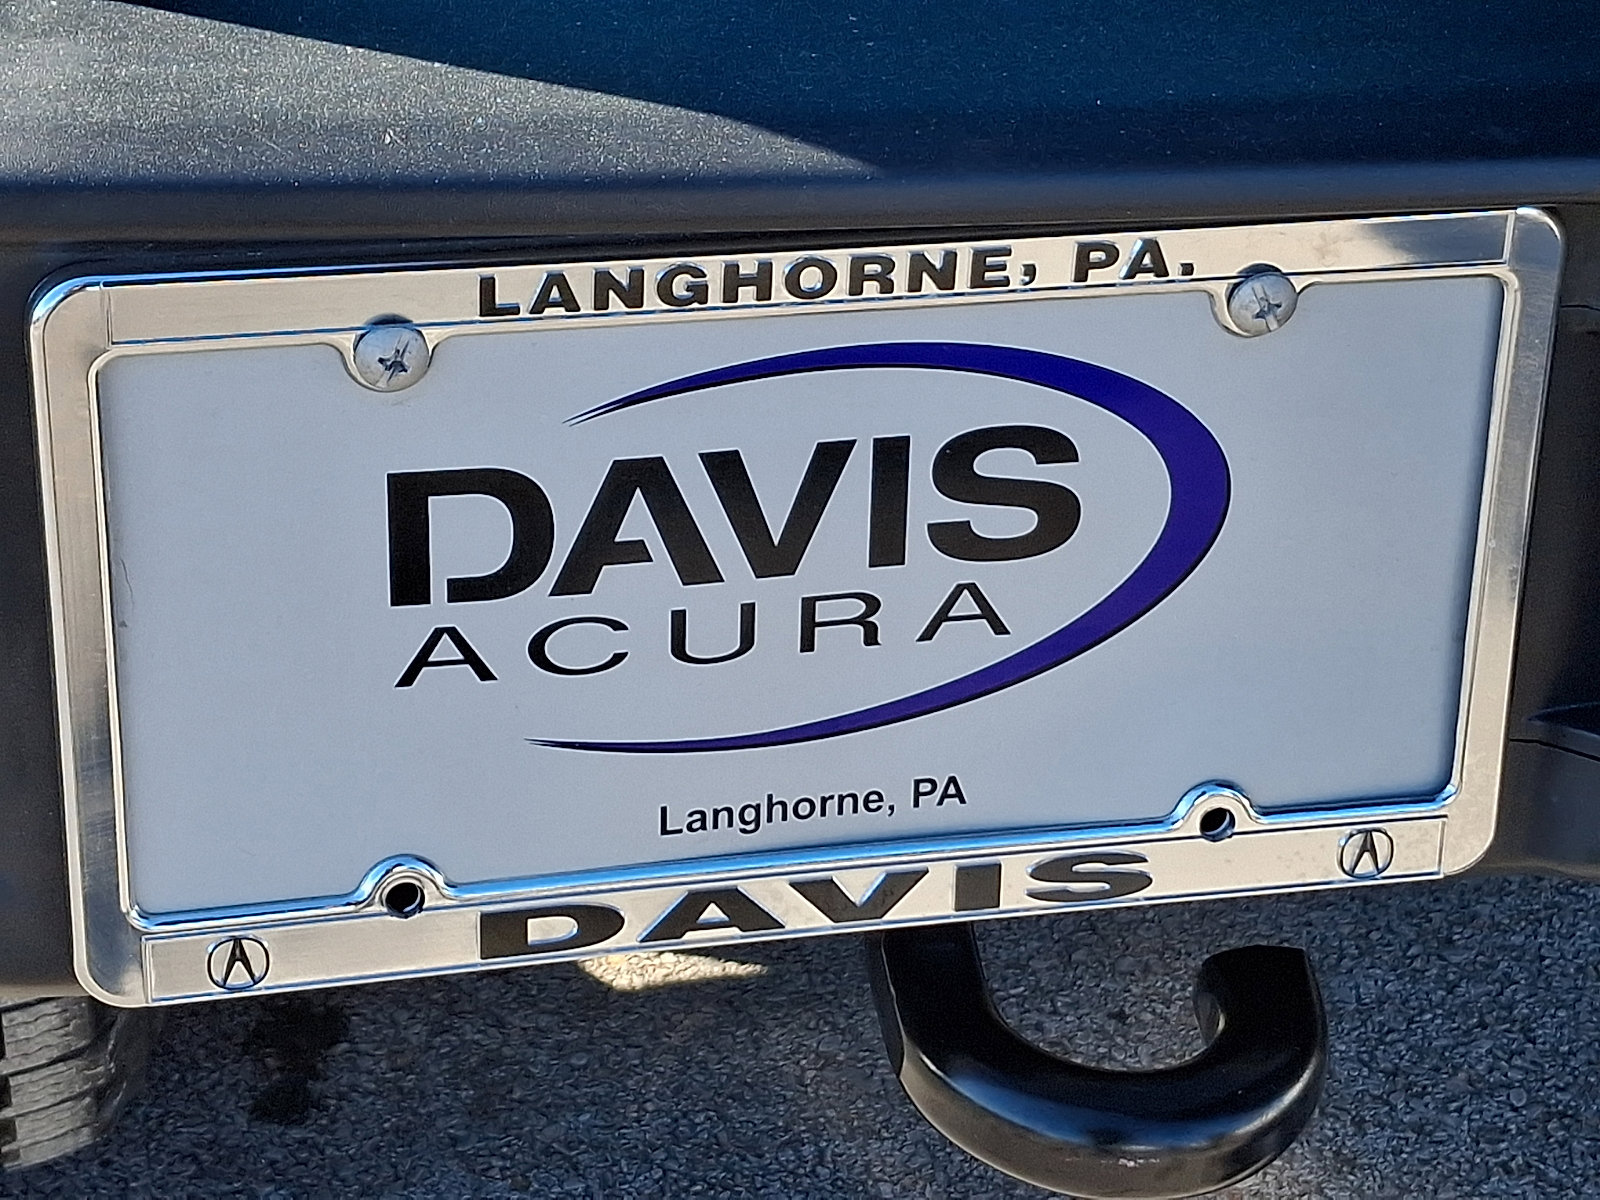 LANGHORNE, PA.
DAVIS
ACURA
Langhorne, PA
DAVIS